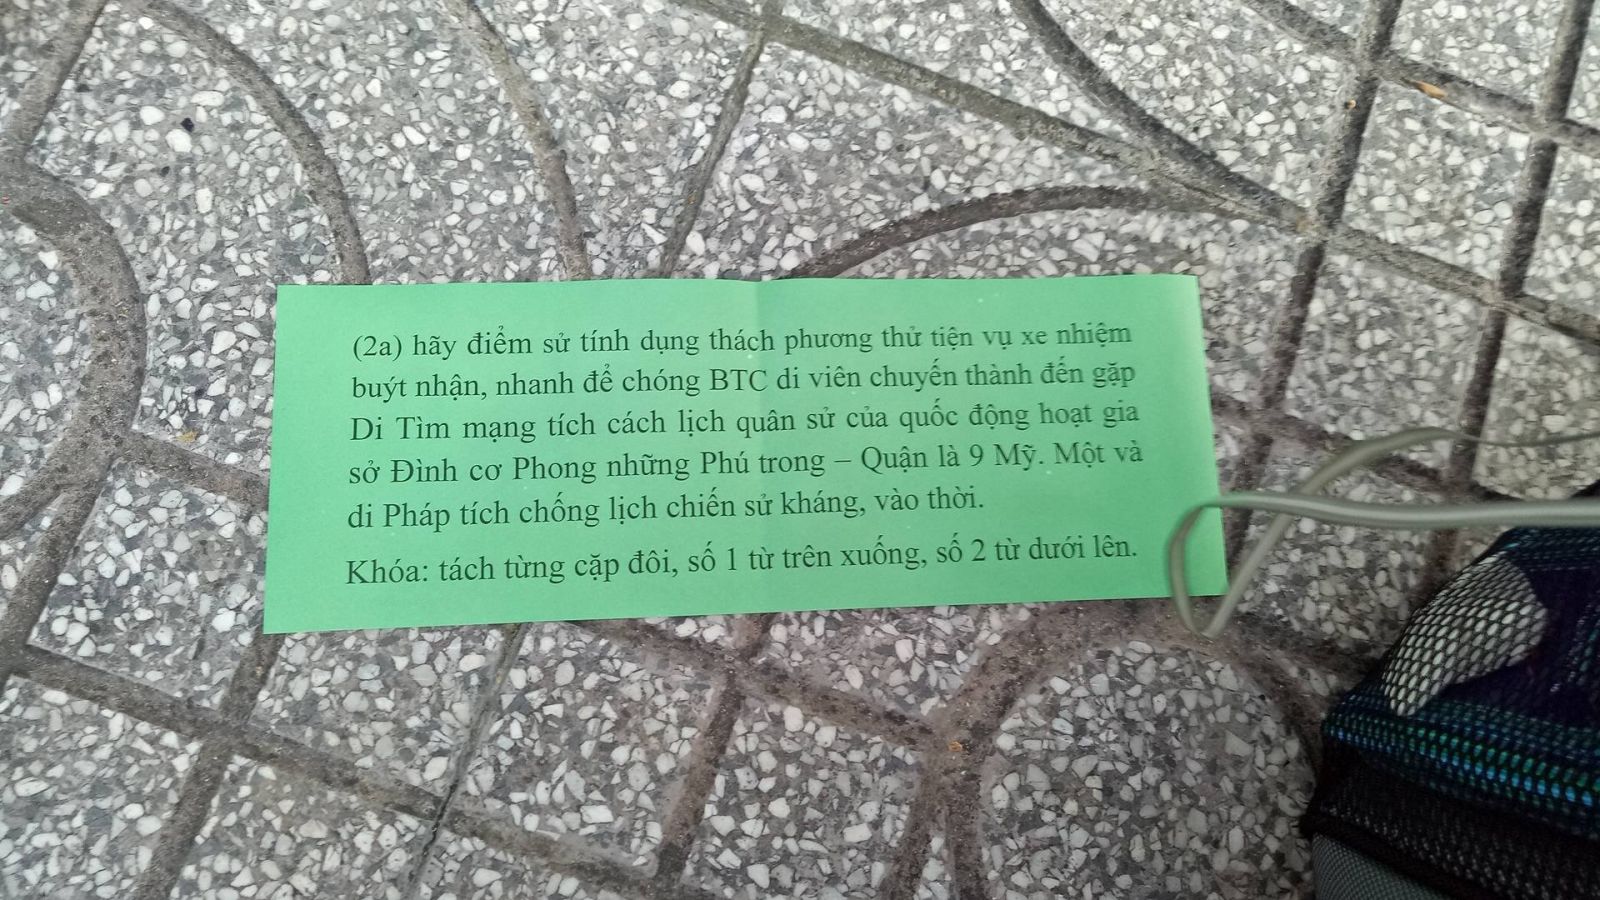 (2a) hãy điểm sử tính dụng thách phương thử tiện vụ xe nhiệm
buýt nhận, nhanh để chóng BTC di viên chuyến thành đến gặp
Di Tìm mạng tích cách lịch quân sử của quốc động hoạt gia
sở Đình cơ Phong những Phú trong – Quận là 9 Mỹ. Một và
di Pháp tích chống lịch chiến sử kháng, vào thời.
Khóa: tách từng cặp đôi, số 1 từ trên xuống, số 2 từ dưới lên.